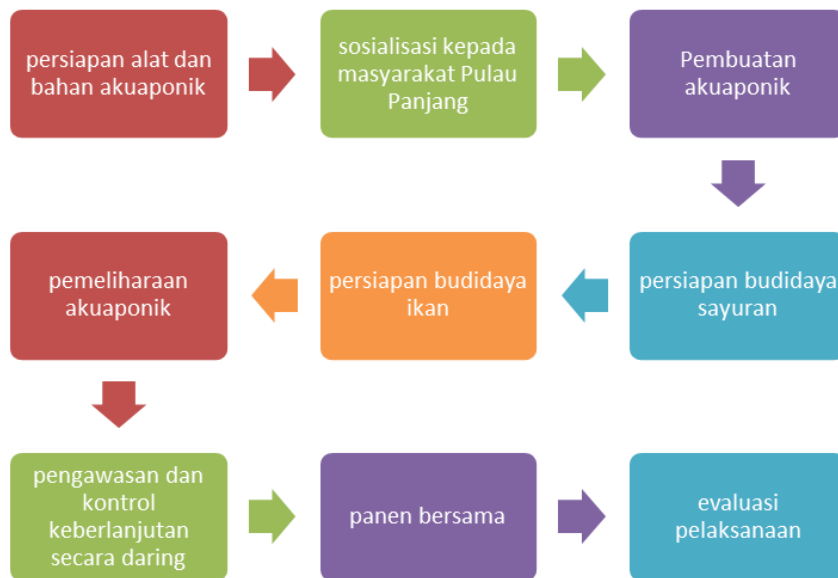 persiapan alat dan
bahan akuaponik
sosialisasi kepada
masyarakat Pulau
Panjang
Pembuatan
akuaponik
persiapan budidaya
sayuran
persiapan budidaya
ikan
pemeliharaan
akuaponik
pengawasan dan
kontrol
keberlanjutan
secara daring
panen bersama
evaluasi
pelaksanaan